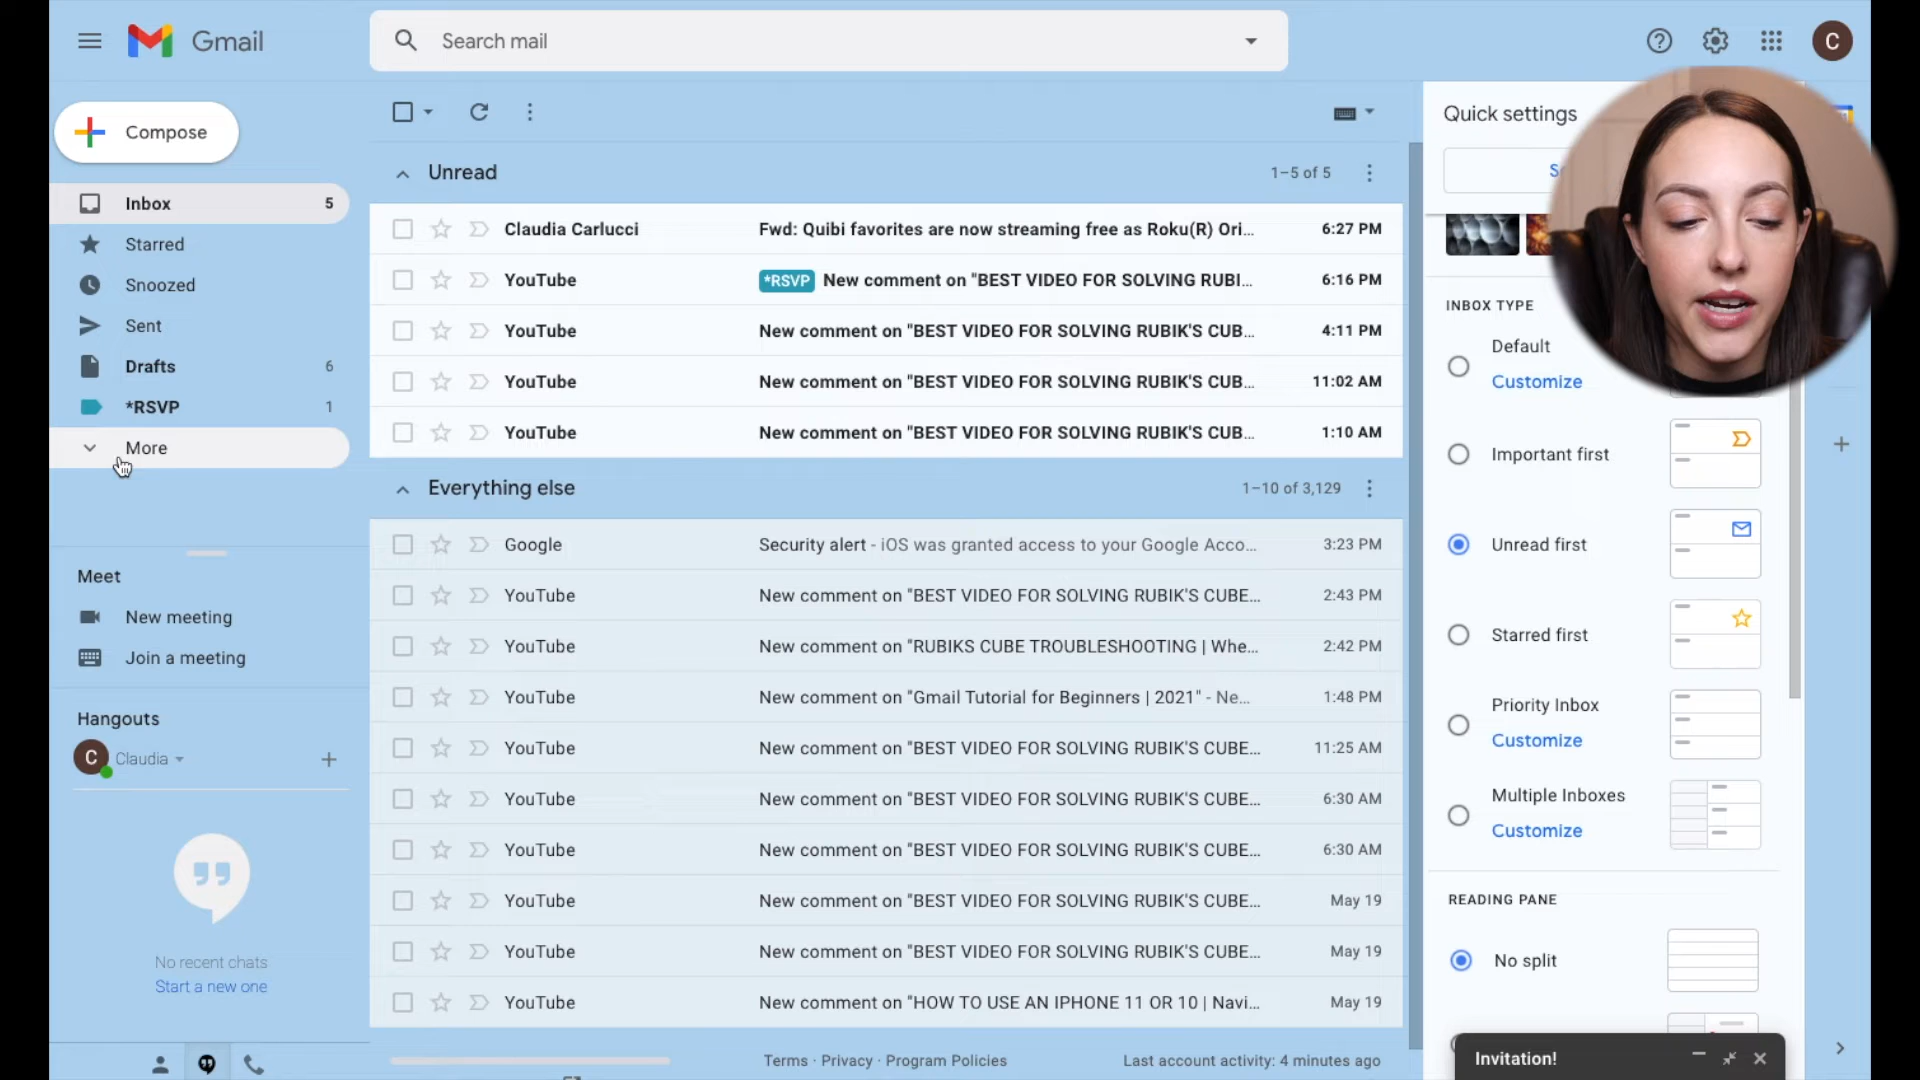 Gmail
Search mail
C
Compose
Inbox 5
Starred
Snoozed
Sent
Drafts 6
*RSVP 1
More
Meet
New meeting
Join a meeting
Hangouts
C Claudia
No recent chats
Start a new one
Unread 1–5 of 5
Claudia Carlucci Fwd: Quibi favorites are now streaming free as Roku(R) Ori... 6:27 PM
YouTube *RSVP New comment on "BEST VIDEO FOR SOLVING RUBI... 6:16 PM
YouTube New comment on "BEST VIDEO FOR SOLVING RUBIK'S CUB... 4:11 PM
YouTube New comment on "BEST VIDEO FOR SOLVING RUBIK'S CUB... 11:02 AM
YouTube New comment on "BEST VIDEO FOR SOLVING RUBIK'S CUB... 1:10 AM
Everything else 1–10 of 3,129
Google Security alert - iOS was granted access to your Google Acco... 3:23 PM
YouTube New comment on "BEST VIDEO FOR SOLVING RUBIK'S CUBE... 2:43 PM
YouTube New comment on "RUBIKS CUBE TROUBLESHOOTING | Whe... 2:42 PM
YouTube New comment on "Gmail Tutorial for Beginners | 2021" - Ne... 1:48 PM
YouTube New comment on "BEST VIDEO FOR SOLVING RUBIK'S CUBE... 11:25 AM
YouTube New comment on "BEST VIDEO FOR SOLVING RUBIK'S CUBE... 6:30 AM
YouTube New comment on "BEST VIDEO FOR SOLVING RUBIK'S CUBE... 6:30 AM
YouTube New comment on "BEST VIDEO FOR SOLVING RUBIK'S CUBE... May 19
YouTube New comment on "BEST VIDEO FOR SOLVING RUBIK'S CUBE... May 19
YouTube New comment on "HOW TO USE AN IPHONE 11 OR 10 | Navi... May 19
Terms · Privacy · Program Policies
Last account activity: 4 minutes ago
Quick settings
INBOX TYPE
Default
Customize
Important first
Unread first
Starred first
Priority Inbox
Customize
Multiple Inboxes
Customize
READING PANE
No split
Invitation!